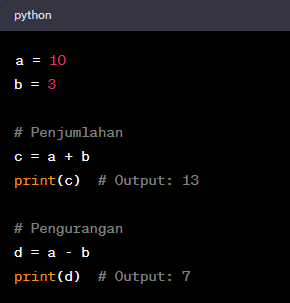 python
a = 10
b = 3
# Penjumlahan
c = a + b
print(c)  # Output: 13
# Pengurangan
d = a - b
print(d)  # Output: 7